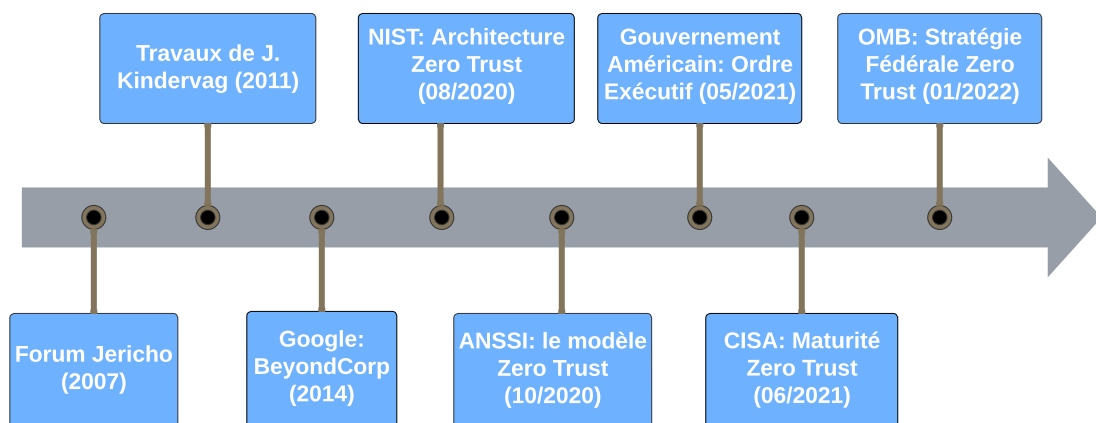 Travaux de J.
Kindervag (2011)
NIST: Architecture
Zero Trust
(08/2020)
Gouvernement
Américain: Ordre
Exécutif (05/2021)
OMB: Stratégie
Fédérale Zero
Trust (01/2022)
Forum Jericho
(2007)
Google:
BeyondCorp
(2014)
ANSSI: le modèle
Zero Trust
(10/2020)
CISA: Maturité
Zero Trust
(06/2021)